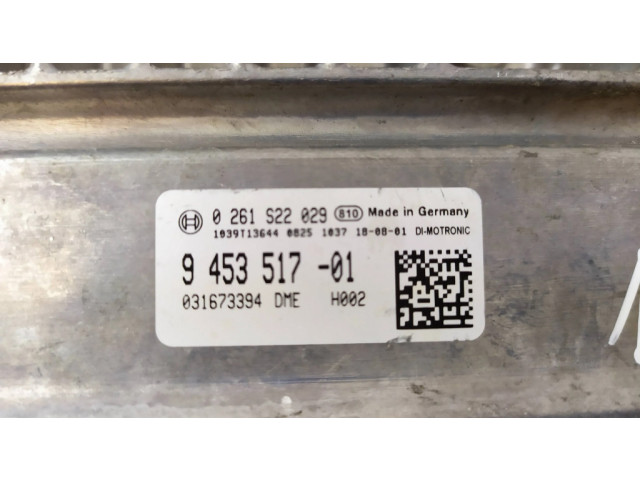 0 261 S22 029 810 Made in Germany
1039T13644 0825 1037 18-08-01 DI-MOTRONIC
9 453 517 -01
031673394 DME H002